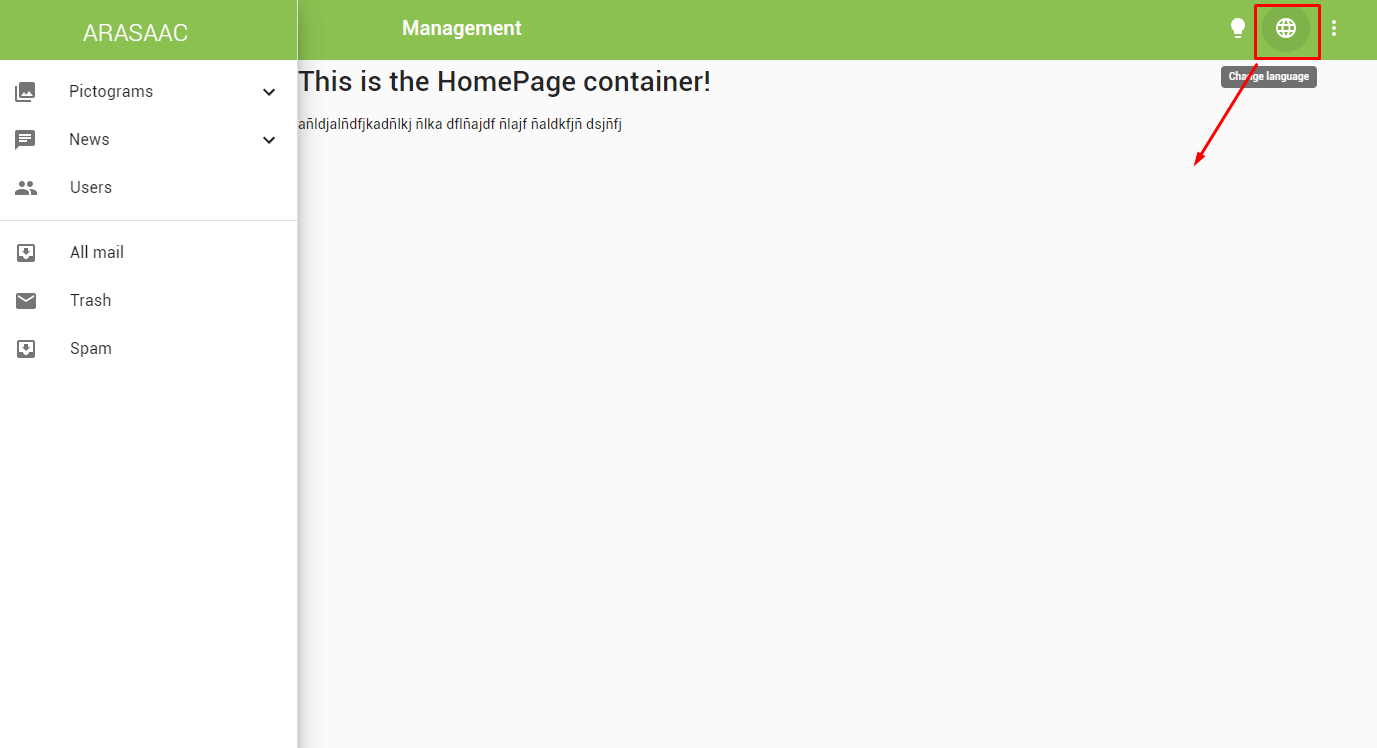 ARASAAC
Management
Change language
Pictograms
News
Users
All mail
Trash
Spam
This is the HomePage container!
añldjalñdfjkadñlkj ñlka dflñajdf ñlajf ñaldkfjñ dsjñfj